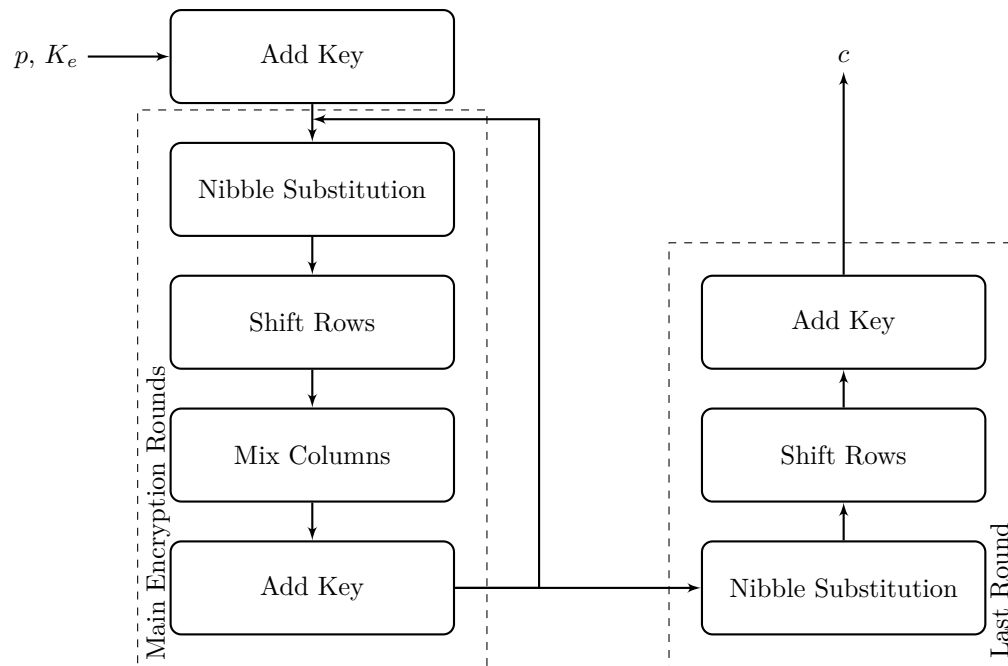 p, K_e
Add Key
Nibble Substitution
Shift Rows
Mix Columns
Add Key
Main Encryption Rounds
c
Add Key
Shift Rows
Nibble Substitution
Last Round